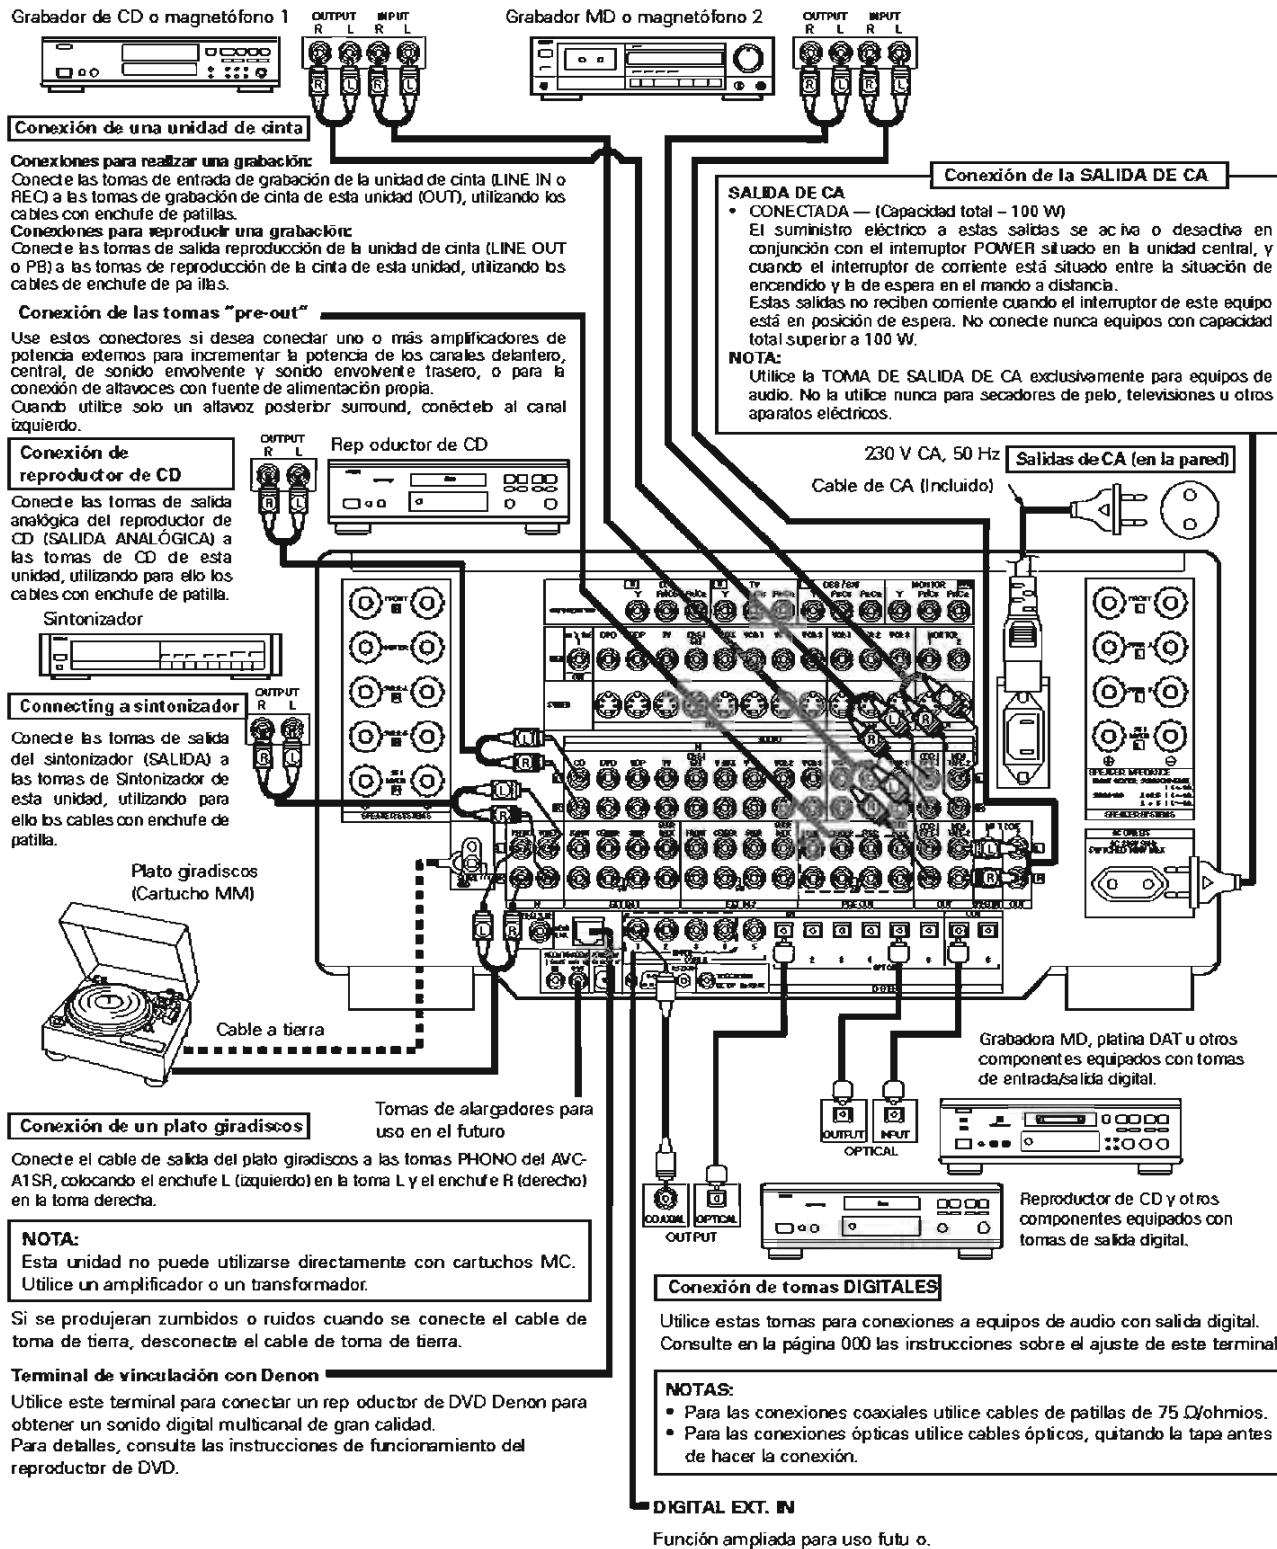 Grabador de CD o magnetófono 1
OUTPUT INPUT
R L R L
Grabador MD o magnetófono 2
OUTPUT INPUT
R L R L
R L R L
R L R L
Conexión de una unidad de cinta
Conexiones para realizar una grabación:
Conecte las tomas de entrada de grabación de la unidad de cinta (LINE IN o
REC) a las tomas de grabación de cinta de esta unidad (OUT), utilizando los
cables con enchufe de patillas.
Conexiones para reproducir una grabación:
Conecte las tomas de salida reproducción de la unidad de cinta (LINE OUT
o PB) a las tomas de reproducción de la cinta de esta unidad, utilizando los
cables de enchufe de pa illas.
Conexión de las tomas "pre-out"
Use estos conectores si desea conectar uno o más amplificadores de
potencia externos para incrementar la potencia de los canales delantero,
central, de sonido envolvente y sonido envolvente trasero, o para la
conexión de altavoces con fuente de alimentación propia.
Cuando utilice solo un altavoz posterior surround, conéctelo al canal
izquierdo.
Conexión de la SALIDA DE CA
SALIDA DE CA
• CONECTADA — (Capacidad total – 100 W)
El suministro eléctrico a estas salidas se ac iva o desactiva en
conjunción con el interruptor POWER situado en la unidad central, y
cuando el interruptor de corriente está situado entre la situación de
encendido y la de espera en el mando a distancia.
Estas salidas no reciben corriente cuando el interruptor de este equipo
está en posición de espera. No conecte nunca equipos con capacidad
total superior a 100 W.
NOTA:
Utilice la TOMA DE SALIDA DE CA exclusivamente para equipos de
audio. No la utilice nunca para secadores de pelo, televisiones u otros
aparatos eléctricos.
Conexión de
reproductor de CD
OUTPUT
R L
R L
Rep oductor de CD
230 V CA, 50 Hz
Salidas de CA (en la pared)
Cable de CA (Incluido)
Conecte las tomas de salida
analógica del reproductor de
CD (SALIDA ANALÓGICA) a
las tomas de CD de esta
unidad, utilizando para ello los
cables con enchufe de patilla.
Sintonizador
Connecting a sintonizador
OUTPUT
R L
R L
Conecte las tomas de salida
del sintonizador (SALIDA) a
las tomas de Sintonizador de
esta unidad, utilizando para
ello los cables con enchufe de
patilla.
MONITOR
SPEAKER SYSTEMS
SPEAKER IMPEDANCE
SPEAKER SYSTEMS
L
R
L
R
L R
L
R
L R
EXT. IN-1 EXT. IN-2 PRE OUT OUT
OPTICAL
DIGITAL
Plato giradiscos
(Cartucho MM)
Cable a tierra
Tomas de alargadores para
uso en el futuro
Grabadora MD, platina DAT u otros
componentes equipados con tomas
de entrada/salida digital.
OUTPUT INPUT
OPTICAL
COAXIAL OPTICAL
OUTPUT
Reproductor de CD y otros
componentes equipados con
tomas de salida digital.
Conexión de un plato giradiscos
Conecte el cable de salida del plato giradiscos a las tomas PHONO del AVC-
A1SR, colocando el enchufe L (izquierdo) en la toma L y el enchufe R (derecho)
en la toma derecha.
NOTA:
Esta unidad no puede utilizarse directamente con cartuchos MC.
Utilice un amplificador o un transformador.
Si se produjeran zumbidos o ruidos cuando se conecte el cable de
toma de tierra, desconecte el cable de toma de tierra.
Terminal de vinculación con Denon
Utilice este terminal para conectar un rep oductor de DVD Denon para
obtener un sonido digital multicanal de gran calidad.
Para detalles, consulte las instrucciones de funcionamiento del
reproductor de DVD.
Conexión de tomas DIGITALES
Utilice estas tomas para conexiones a equipos de audio con salida digital.
Consulte en la página 000 las instrucciones sobre el ajuste de este terminal
NOTAS:
• Para las conexiones coaxiales utilice cables de patillas de 75 Ω/ohmios.
• Para las conexiones ópticas utilice cables ópticos, quitando la tapa antes
de hacer la conexión.
DIGITAL EXT. IN
Función ampliada para uso futu o.